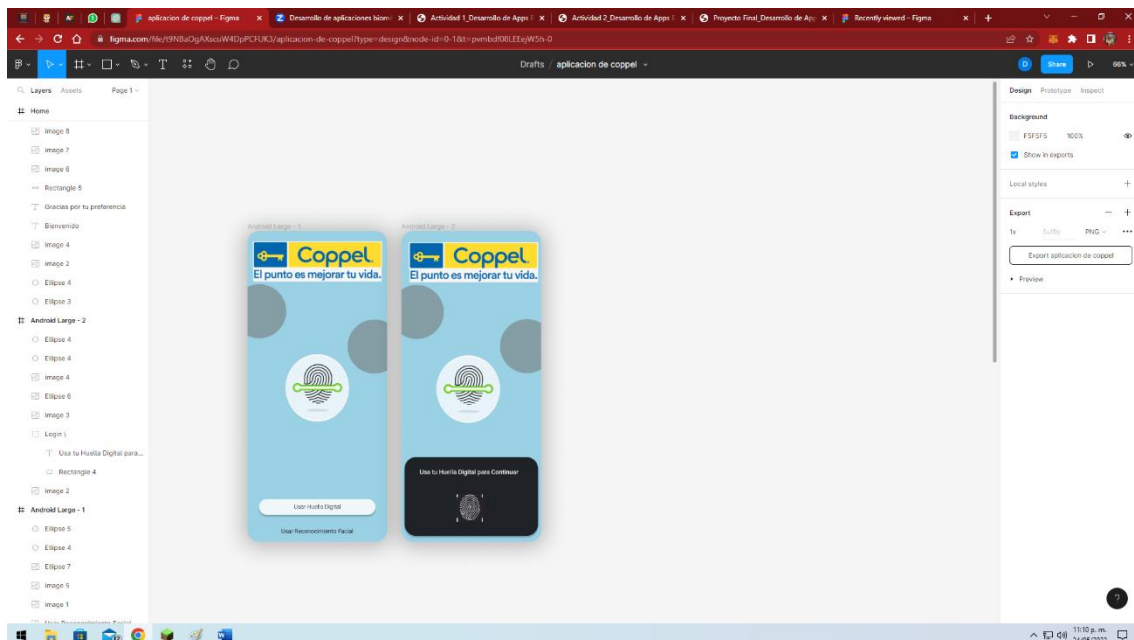 aplicacion de coppel – Figma
Desarrollo de aplicaciones biom
Actividad 1_Desarrollo de Apps
Actividad 2_Desarrollo de Apps
Proyecto Final_Desarrollo de Ap
Recently viewed – Figma
Drafts / aplicacion de coppel
Share
66%
Layers Assets Page 1
Design Prototype Inspect
Home
image 8
image 7
image 6
Rectangle 5
Gracias por tu preferencia
Bienvenido
image 4
image 2
Ellipse 4
Ellipse 3
Android Large - 2
Ellipse 4
Ellipse 4
image 4
Ellipse 6
image 3
Login \
Usa tu Huella Digital para...
Rectangle 4
image 2
Android Large - 1
Ellipse 5
Ellipse 4
Ellipse 7
image 5
image 1
Android Large - 1
Coppel
El punto es mejorar tu vida.
Usar Huella Digital
Usar Reconocimiento Facial
Android Large - 2
Coppel
El punto es mejorar tu vida.
Usa tu Huella Digital para Continuar
Background
F5F5F5 100%
Show in exports
Local styles
Export
1x Suffix PNG
Export aplicacion de coppel
Preview
?
11:10 p. m.